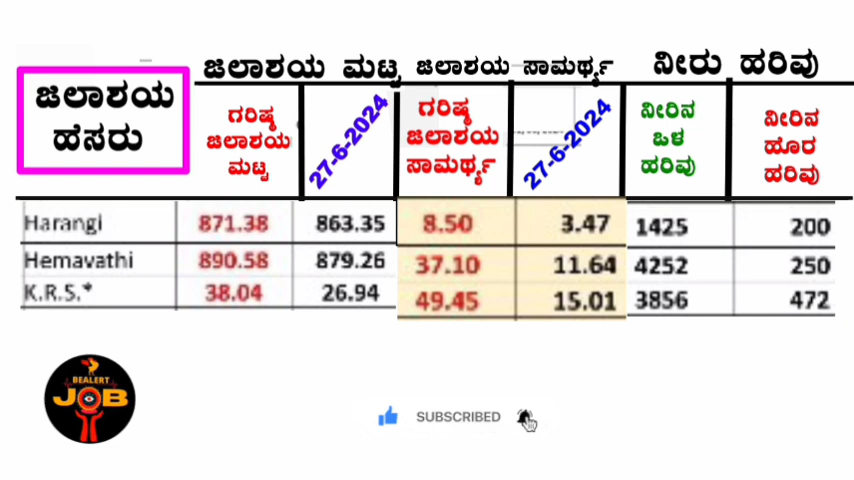 ಜಲಾಶಯ ಮಟ್ಟ ಜಲಾಶಯ ಸಾಮರ್ಥ್ಯ ನೀರು ಹರಿವು
ಜಲಾಶಯ
ಹೆಸರು
ಗರಿಷ್ಠ
ಜಲಾಶಯ
ಮಟ್ಟ
27-6-2024
ಗರಿಷ್ಠ
ಜಲಾಶಯ
ಸಾಮರ್ಥ್ಯ
27-6-2024
ನೀರಿನ
ಒಳ
ಹರಿವು
ನೀರಿನ
ಹೊರ
ಹರಿವು
Harangi 871.38 863.35 8.50 3.47 1425 200
Hemavathi 890.58 879.26 37.10 11.64 4252 250
K.R.S.* 38.04 26.94 49.45 15.01 3856 472
BEALERT
JOB
SUBSCRIBED